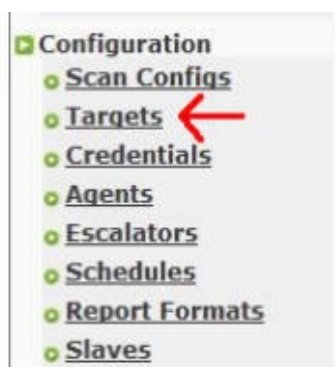 Configuration
Scan Configs
Targets
Credentials
Agents
Escalators
Schedules
Report Formats
Slaves